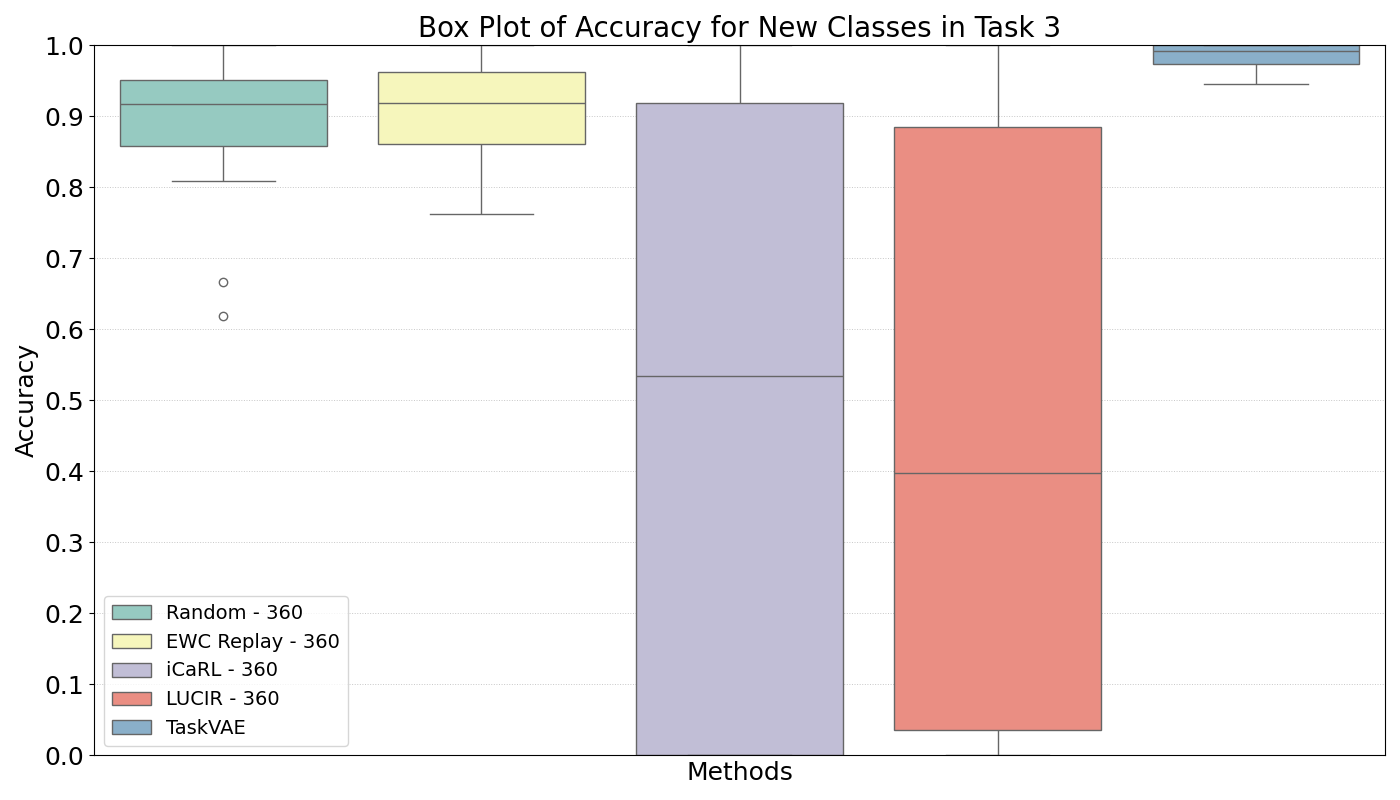 Box Plot of Accuracy for New Classes in Task 3
1.0
0.9
0.8
0.7
0.6
0.5
0.4
0.3
0.2
0.1
0.0
Accuracy
Random - 360
EWC Replay - 360
iCaRL - 360
LUCIR - 360
TaskVAE
Methods